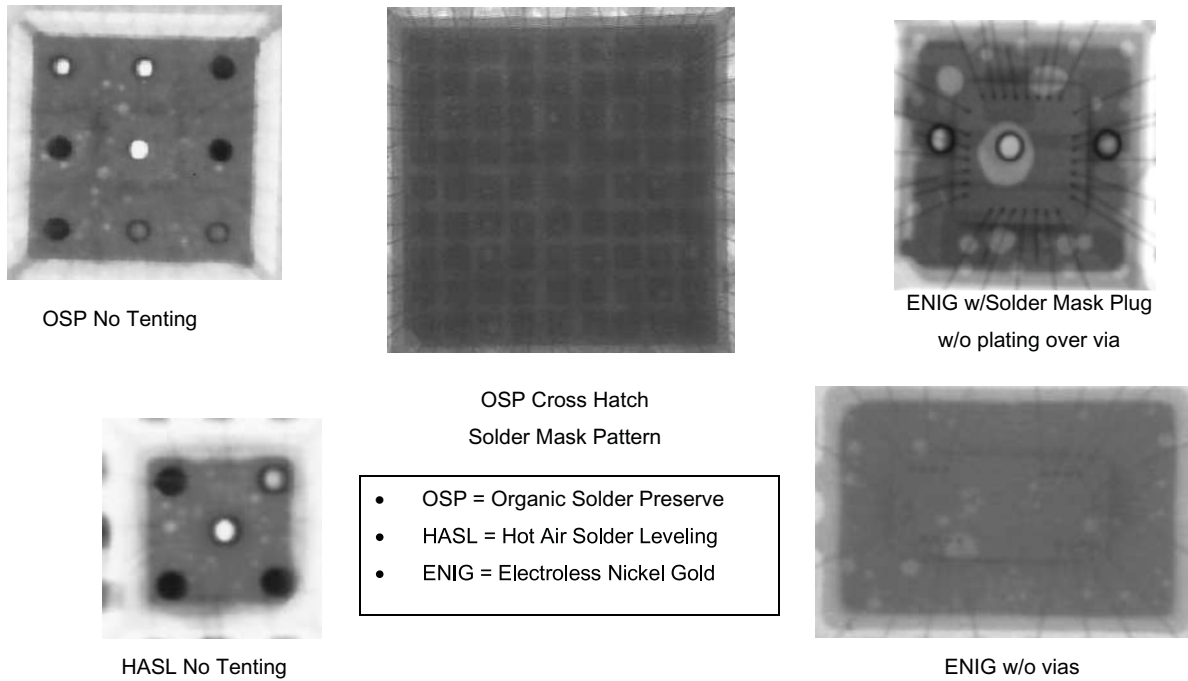 OSP No Tenting
OSP Cross Hatch
Solder Mask Pattern
ENIG w/Solder Mask Plug
w/o plating over via
HASL No Tenting
• OSP = Organic Solder Preserve
• HASL = Hot Air Solder Leveling
• ENIG = Electroless Nickel Gold
ENIG w/o vias